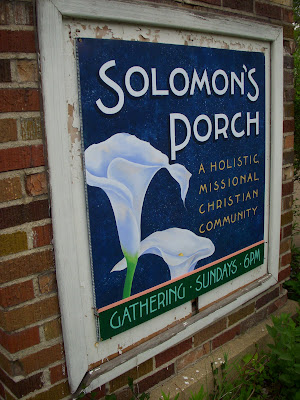 SOLOMON'S
PORCH
A HOLISTIC,
MISSIONAL
CHRISTIAN
COMMUNITY
GATHERING · SUNDAYS · 6PM